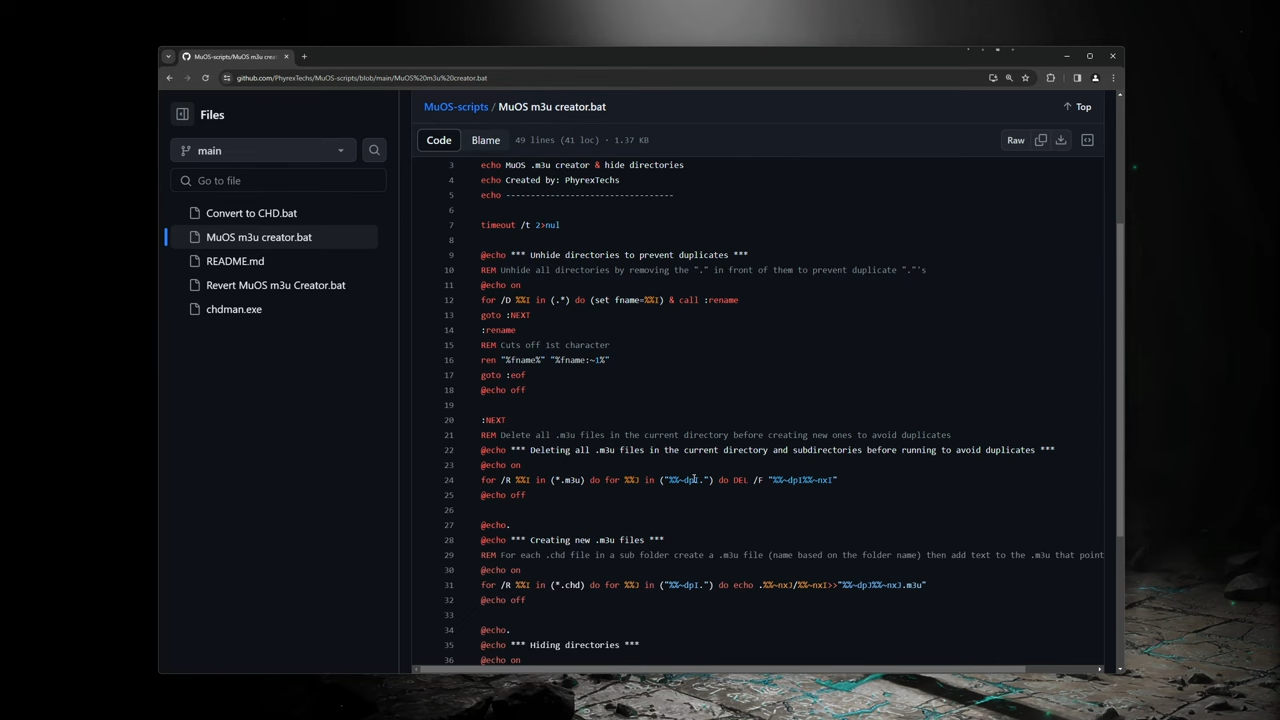 MuOS-scripts/MuOS m3u crea
github.com/PhyrexTechs/MuOS-scripts/blob/main/MuOS%20m3u%20creator.bat
Files
main
Go to file
Convert to CHD.bat
MuOS m3u creator.bat
README.md
Revert MuOS m3u Creator.bat
chdman.exe
MuOS-scripts / MuOS m3u creator.bat
Top
Code Blame 49 lines (41 loc) · 1.37 KB
Raw
3 echo MuOS .m3u creator & hide directories
4 echo Created by: PhyrexTechs
5 echo ----------------------------------
6
7 timeout /t 2>nul
8
9 @echo *** Unhide directories to prevent duplicates ***
10 REM Unhide all directories by removing the "." in front of them to prevent duplicate "."'s
11 @echo on
12 for /D %%I in (.*) do (set fname=%%I) & call :rename
13 goto :NEXT
14 :rename
15 REM Cuts off 1st character
16 ren "%fname%" "%fname:~1%"
17 goto :eof
18 @echo off
19
20 :NEXT
21 REM Delete all .m3u files in the current directory before creating new ones to avoid duplicates
22 @echo *** Deleting all .m3u files in the current directory and subdirectories before running to avoid duplicates ***
23 @echo on
24 for /R %%I in (*.m3u) do for %%J in ("%%~dpI.") do DEL /F "%%~dpI%%~nxI"
25 @echo off
26
27 @echo.
28 @echo *** Creating new .m3u files ***
29 REM For each .chd file in a sub folder create a .m3u file (name based on the folder name) then add text to the .m3u that point
30 @echo on
31 for /R %%I in (*.chd) do for %%J in ("%%~dpI.") do echo .%%~nxJ/%%~nxI>>"%%~dpJ%%~nxJ.m3u"
32 @echo off
33
34 @echo.
35 @echo *** Hiding directories ***
36 @echo on